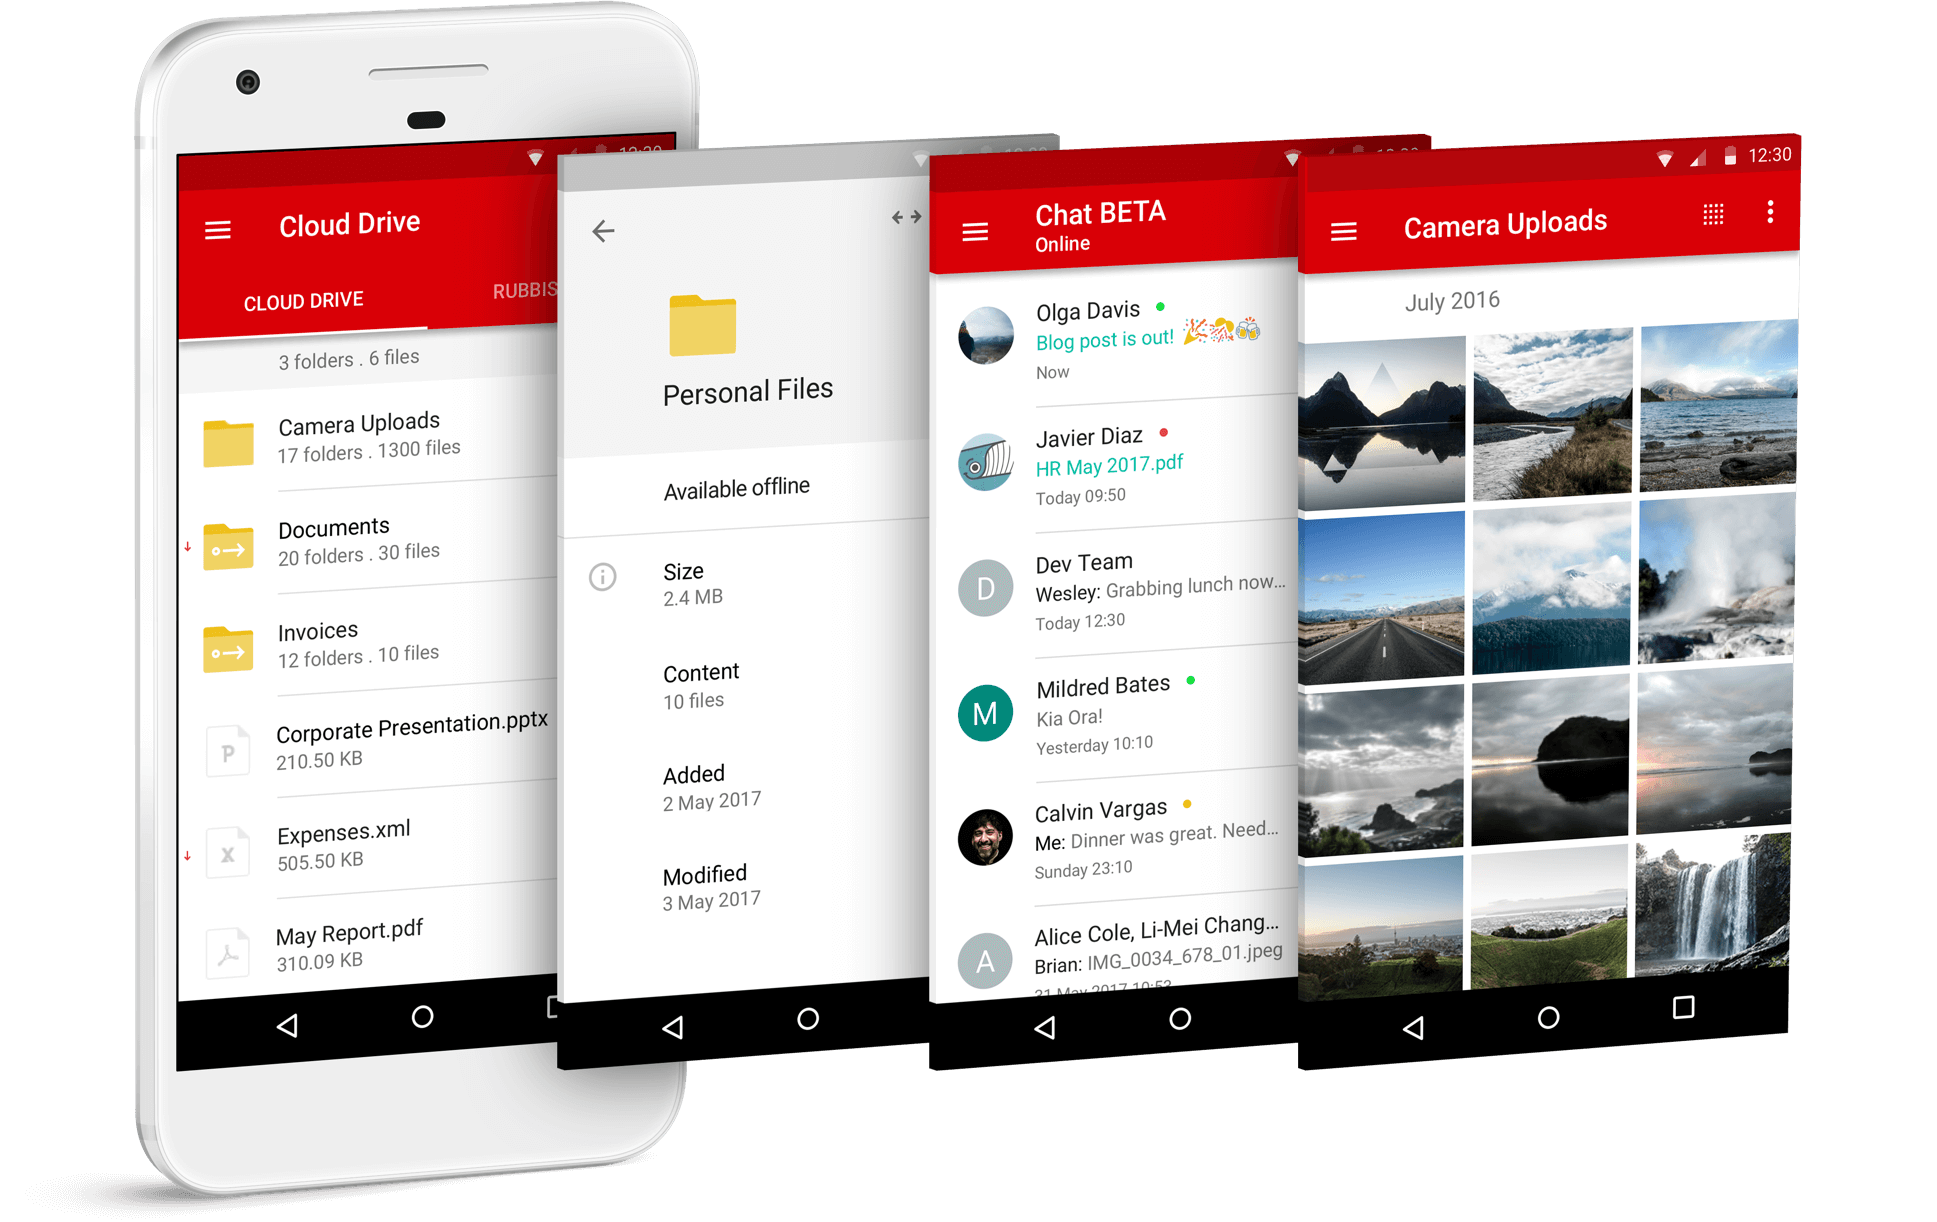 Cloud Drive
CLOUD DRIVE
3 folders . 6 files
Camera Uploads
17 folders . 1300 files
Documents
20 folders . 30 files
Invoices
12 folders . 10 files
P
Corporate Presentation.pptx
210.50 KB
X
Expenses.xml
505.50 KB
May Report.pdf
310.09 KB
Personal Files
Available offline
Size
2.4 MB
Content
10 files
Added
2 May 2017
Modified
3 May 2017
Chat BETA
Online
Olga Davis
Blog post is out!
Now
Javier Diaz
HR May 2017.pdf
Today 09:50
D
Dev Team
Wesley: Grabbing lunch now...
Today 12:30
M
Mildred Bates
Kia Ora!
Yesterday 10:10
Calvin Vargas
Me: Dinner was great. Need...
Sunday 23:10
A
Alice Cole, Li-Mei Chang...
Brian: IMG_0034_678_01.jpeg
31 May 2017 10:53
12:30
Camera Uploads
July 2016